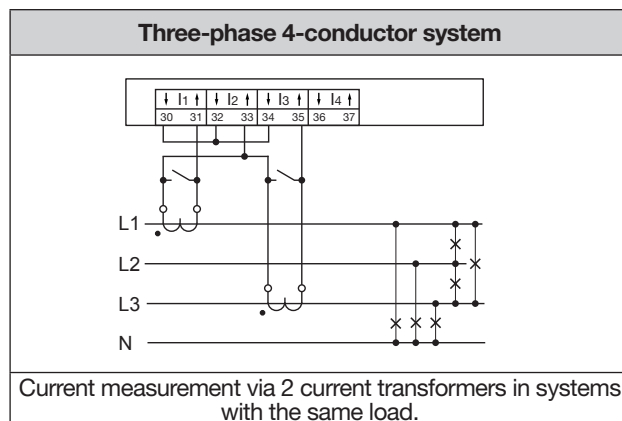 Three-phase 4-conductor system
↓ I1 ↑ ↓ I2 ↑ ↓ I3 ↑ ↓ I4 ↑
30 31 32 33 34 35 36 37
L1
L2
L3
N
Current measurement via 2 current transformers in systems
with the same load.